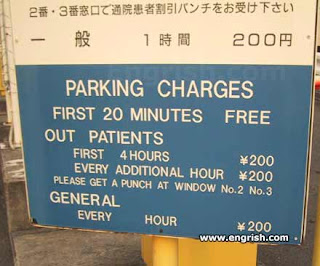 2番・3番窓口で通院患者割引パンチをお受け下さい
一般 1時間 200円
www.engrish.com
PARKING CHARGES
FIRST 20 MINUTES FREE
OUT PATIENTS
FIRST 4 HOURS ¥200
EVERY ADDITIONAL HOUR ¥200
PLEASE GET A PUNCH AT WINDOW No.2 No.3
GENERAL
EVERY HOUR ¥200
www.engrish.com